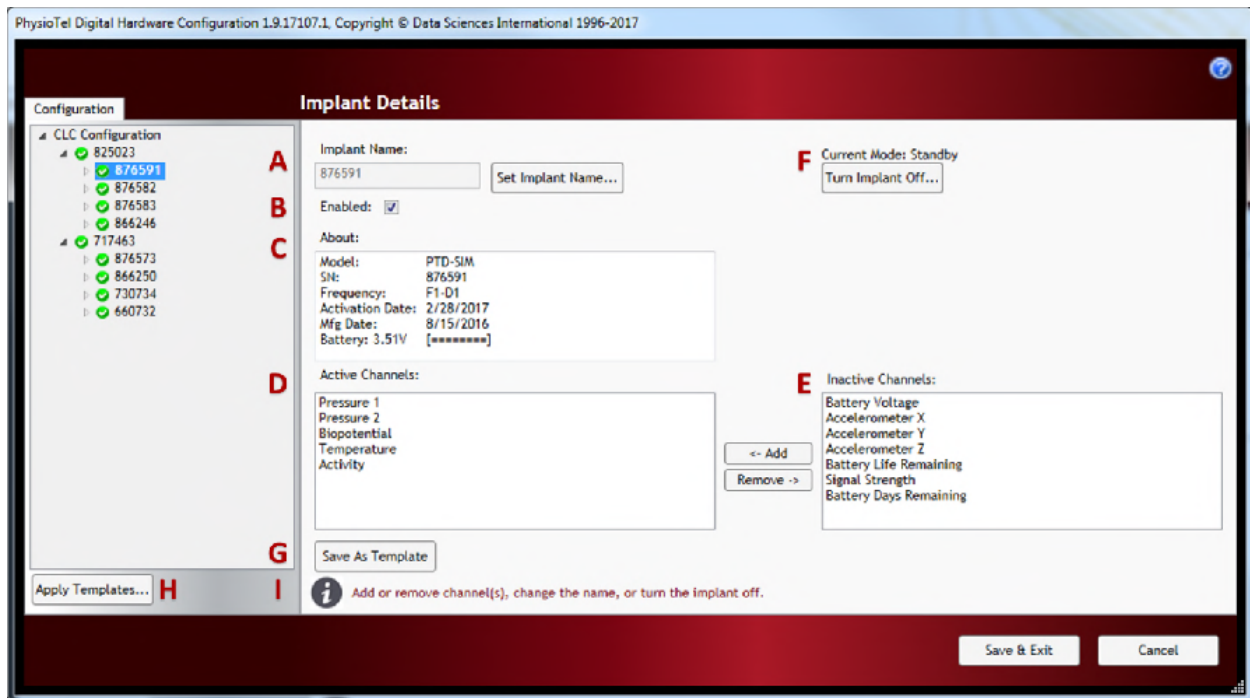 PhysioTel Digital Hardware Configuration 1.9.17107.1, Copyright © Data Sciences International 1996-2017
Configuration
Implant Details
CLC Configuration
825023
876591
876582
876583
866246
717463
876573
866250
730734
660732
A
Implant Name:
876591
Set Implant Name...
F
Current Mode: Standby
Turn Implant Off...
B
Enabled:
C
About:
Model: PTD-SIM
SN: 876591
Frequency: F1-D1
Activation Date: 2/28/2017
Mfg Date: 8/15/2016
Battery: 3.51V [========]
D
Active Channels:
Pressure 1
Pressure 2
Biopotential
Temperature
Activity
<- Add
Remove ->
E
Inactive Channels:
Battery Voltage
Accelerometer X
Accelerometer Y
Accelerometer Z
Battery Life Remaining
Signal Strength
Battery Days Remaining
G
Save As Template
Apply Templates...
H
I
i
Add or remove channel(s), change the name, or turn the implant off.
Save & Exit
Cancel